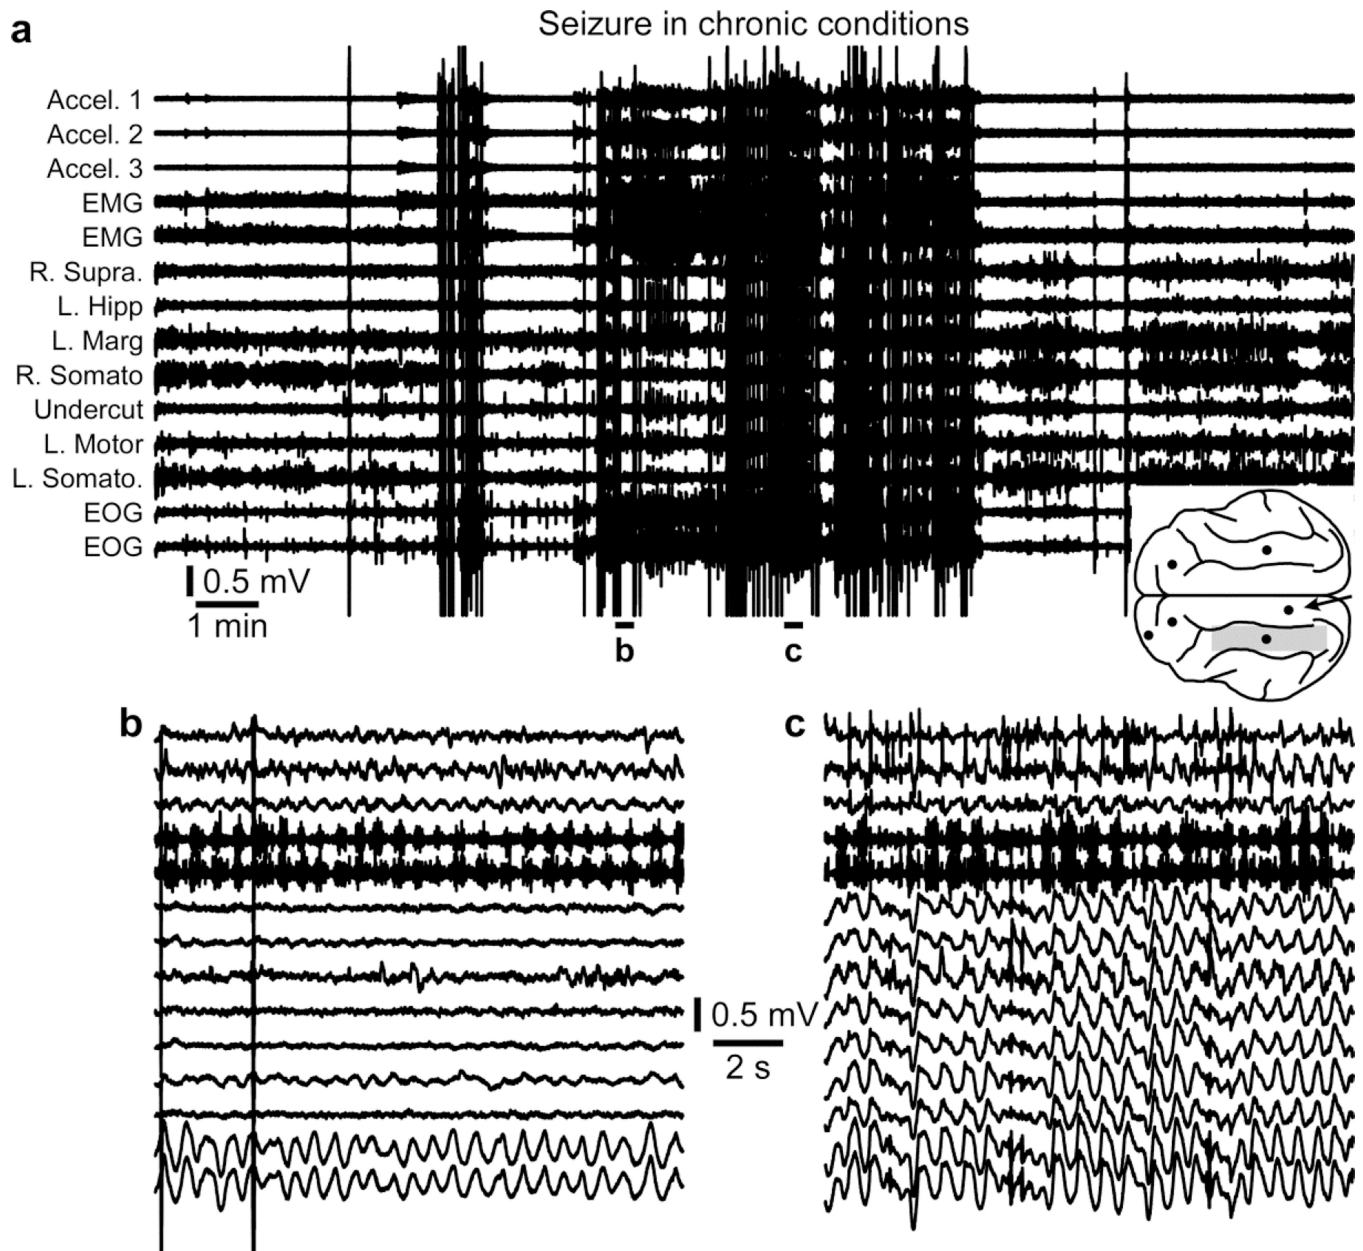 a
Seizure in chronic conditions
Accel. 1
Accel. 2
Accel. 3
EMG
EMG
R. Supra.
L. Hipp
L. Marg
R. Somato
Undercut
L. Motor
L. Somato.
EOG
EOG
0.5 mV
1 min
b
c
b
c
0.5 mV
2 s